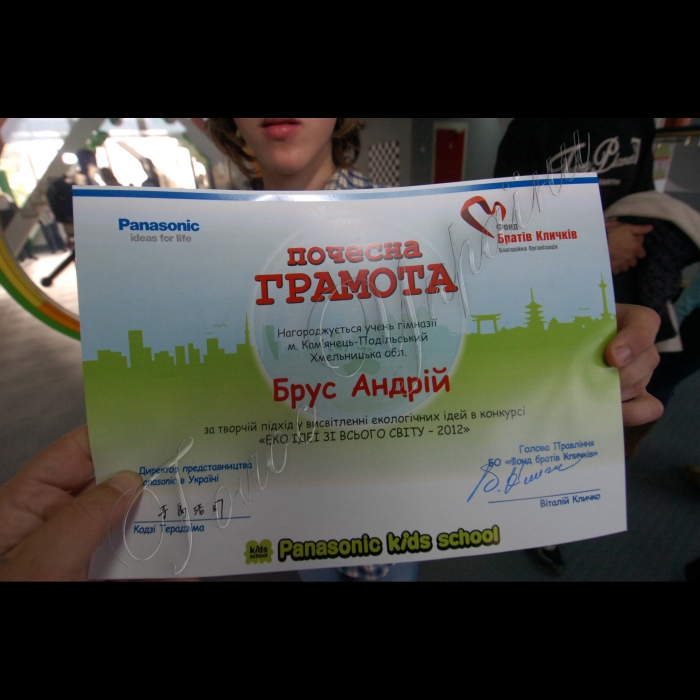 Panasonic
ideas for life
Фонд
Братів Кличків
Благодійна Організація
почесна
ГРАМОТА
Нагороджується учень гімназії
м. Кам'янець-Подільський
Хмельницька обл.
Брус Андрій
за творчій підхід у висвітленні екологічних ідей в конкурсі
«ЕКО ІДЕЇ ЗІ ВСЬОГО СВІТУ - 2012»
Директор представництва
Panasonic в Україні
Кодзі Терадзіма
Голова Правління
БО «Фонд братів Кличків»
Віталій Кличко
kids
school
Panasonic kids school